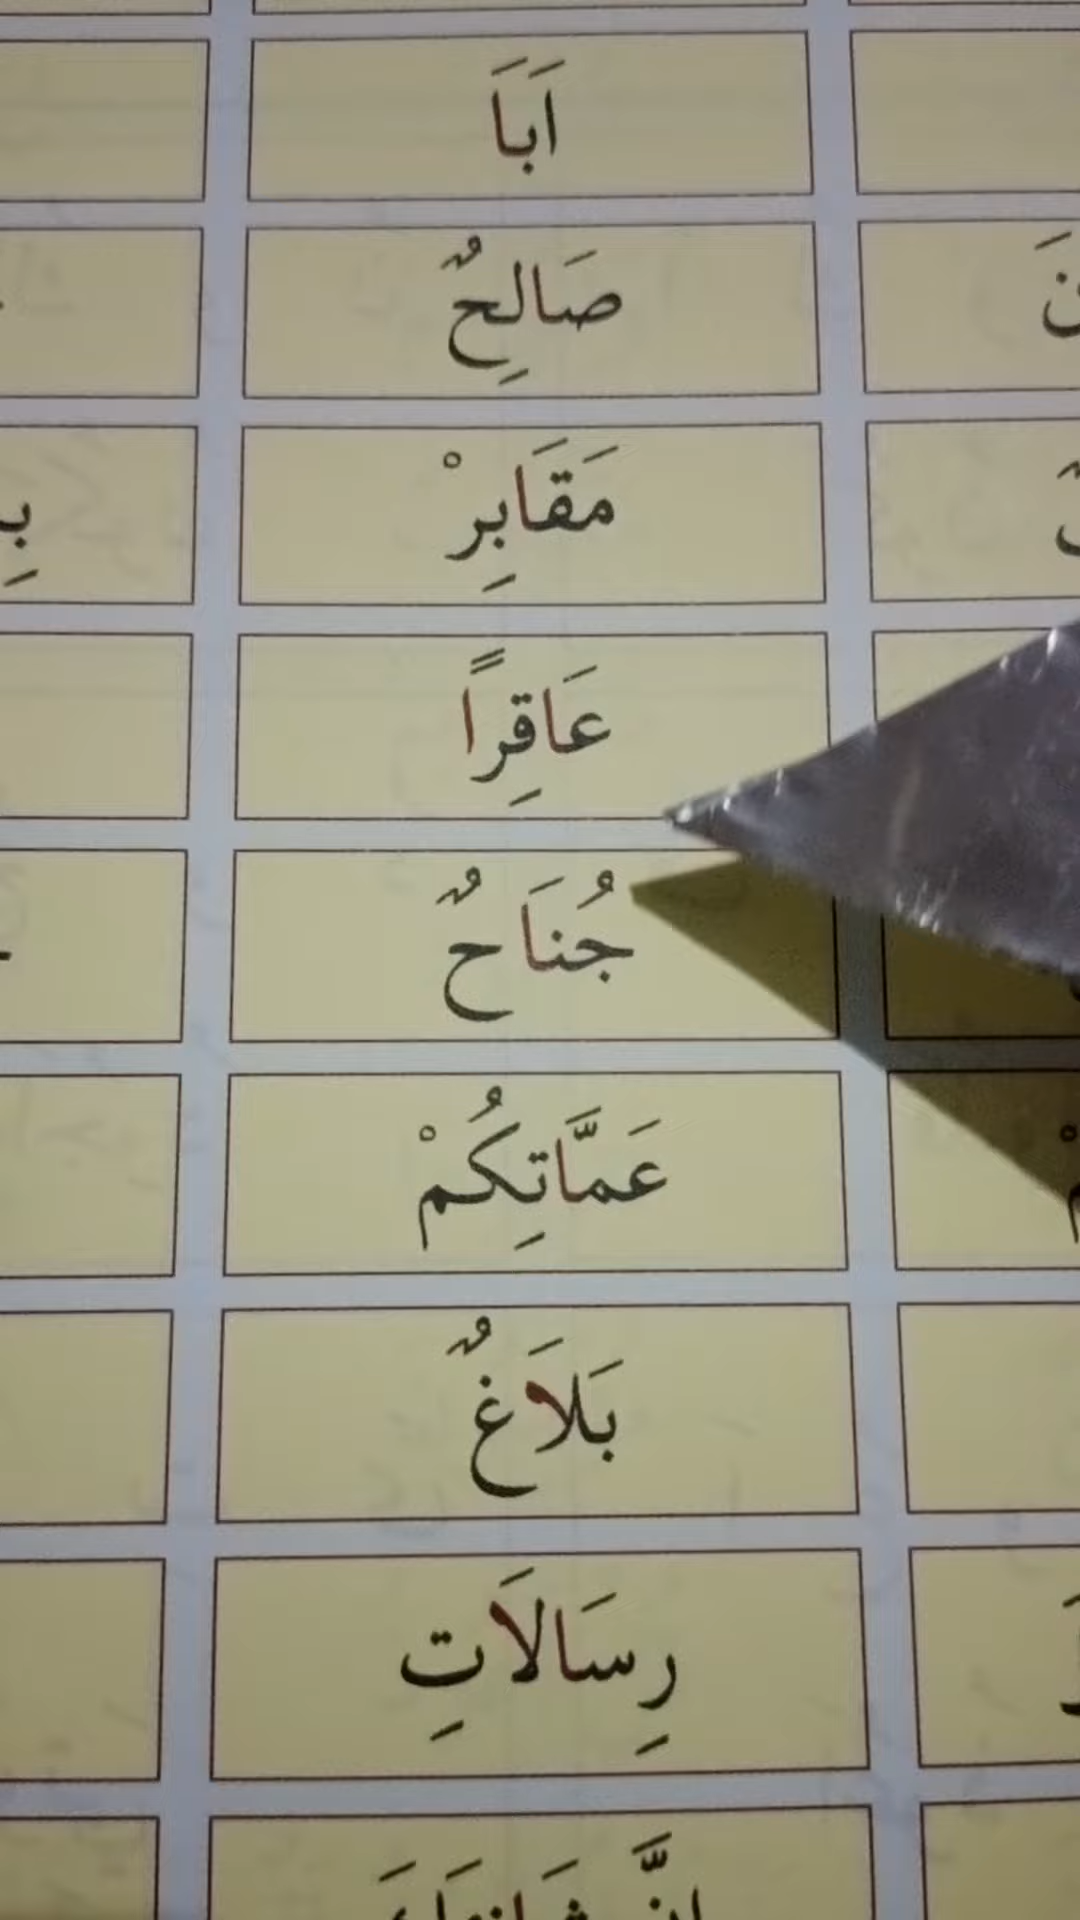 اَبَا
صَالِحٌ
مَقَابِرْ
عَاقِرًا
جُنَاحٌ
عَمَّاتِكُمْ
بَلَاغٌ
رِسَالَاتِ